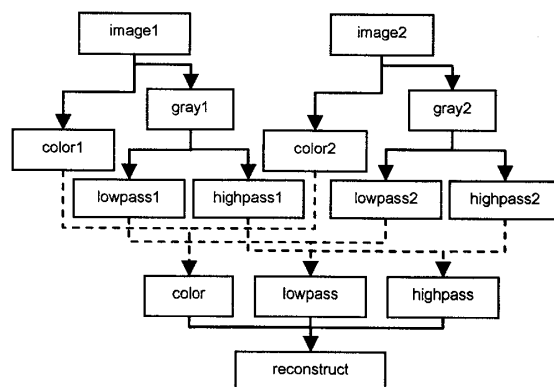 image1
image2
gray1
gray2
color1
color2
lowpass1
highpass1
lowpass2
highpass2
color
lowpass
highpass
reconstruct